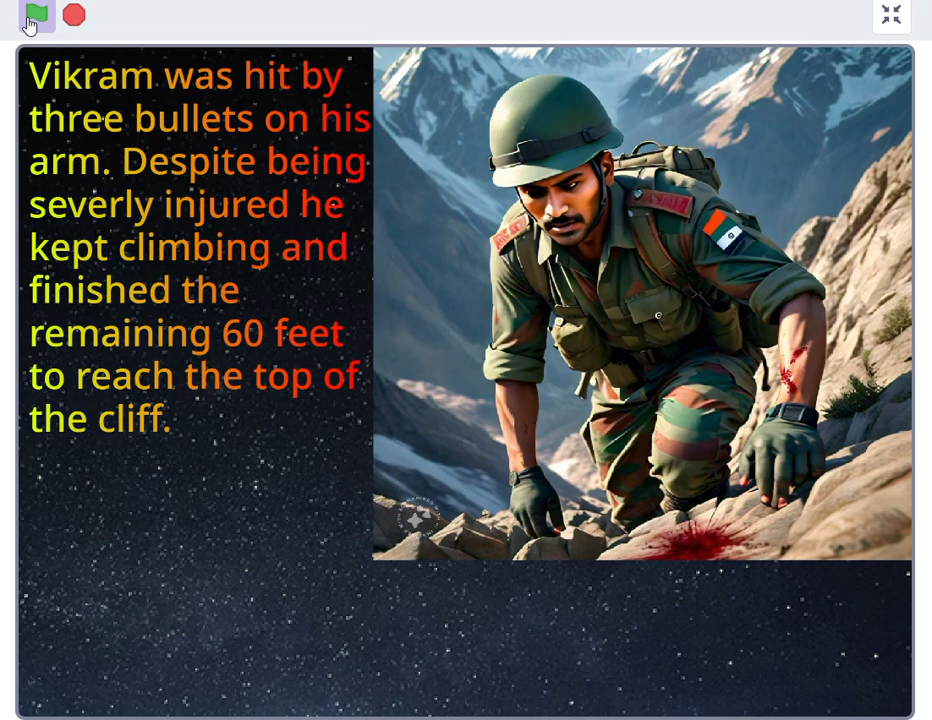 Vikram was hit by
three bullets on his
arm. Despite being
severly injured he
kept climbing and
finished the
remaining 60 feet
to reach the top of
the cliff.